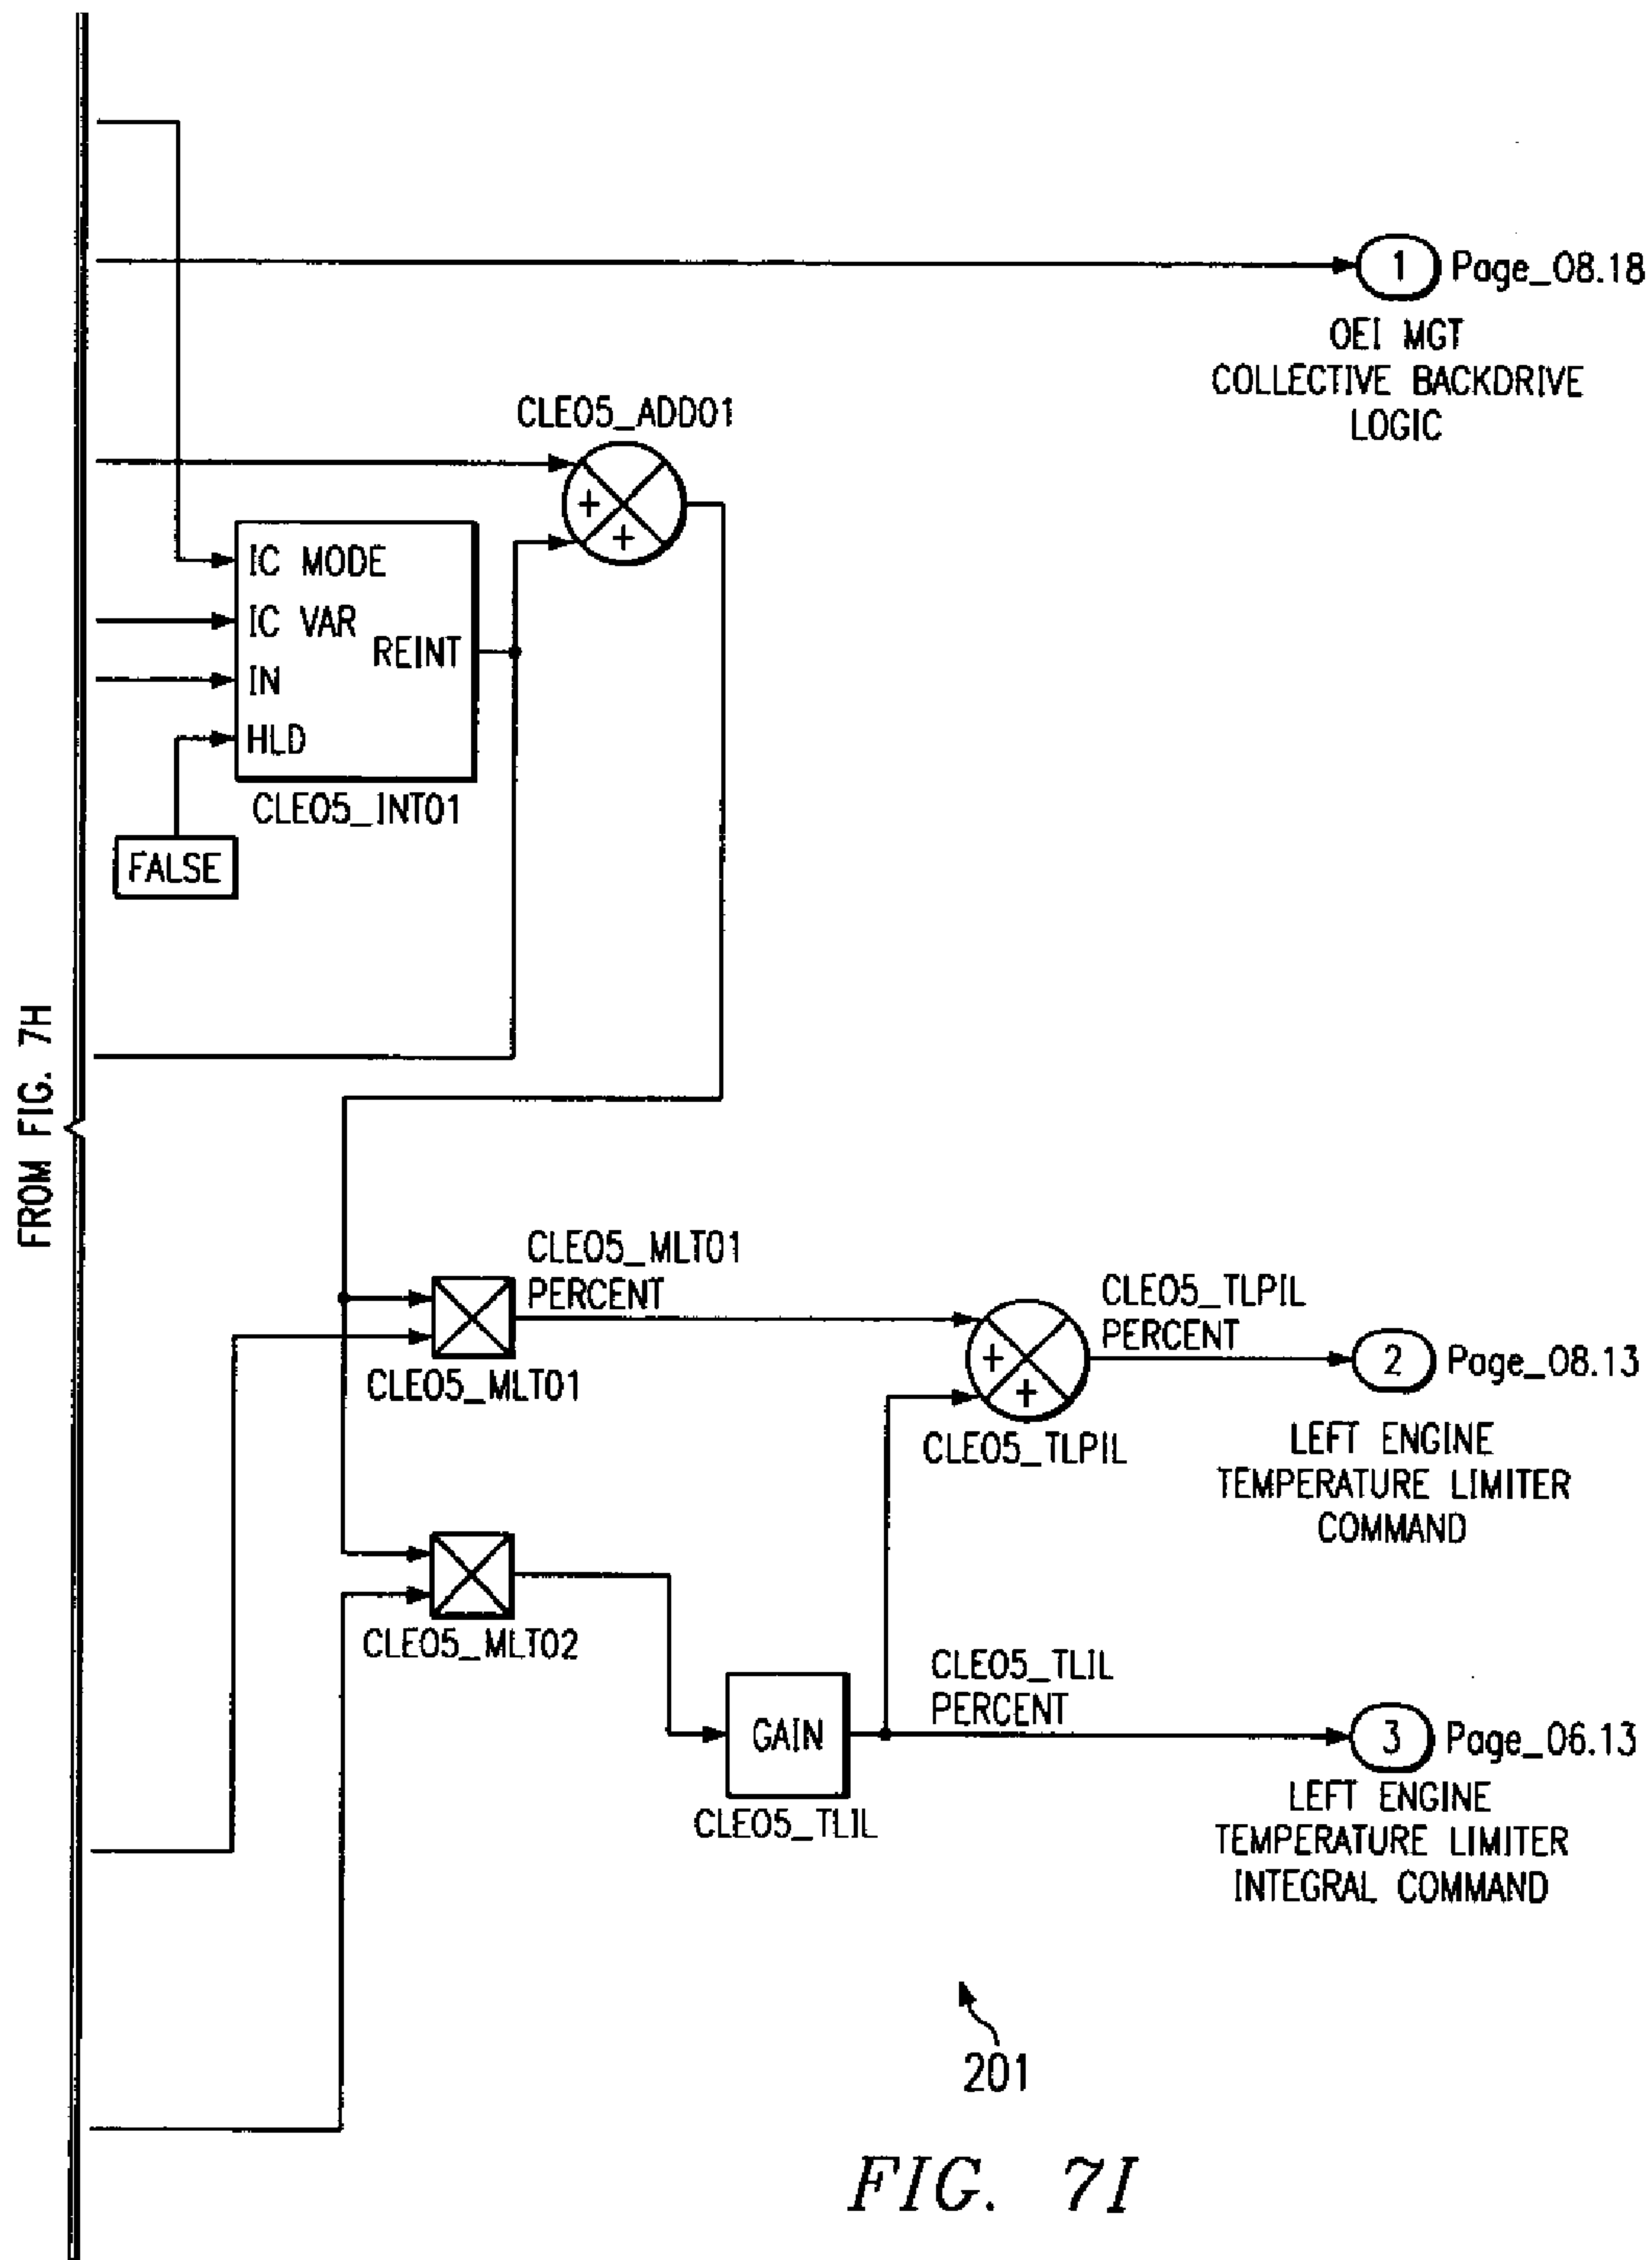 1 Page_08.18
OEI MGT
COLLECTIVE BACKDRIVE
LOGIC
CLE05_ADD01
+
+
IC MODE
IC VAR
REINT
IN
HLD
CLE05_INT01
FALSE
FROM FIG. 7H
CLE05_MLT01
PERCENT
CLE05_MLT01
CLE05_TLPIL
PERCENT
+
+
CLE05_TLPIL
2 Page_08.13
LEFT ENGINE
TEMPERATURE LIMITER
COMMAND
CLE05_MLT02
CLE05_TLIL
PERCENT
GAIN
CLE05_TLIL
3 Page_06.13
LEFT ENGINE
TEMPERATURE LIMITER
INTEGRAL COMMAND
201
FIG. 7I